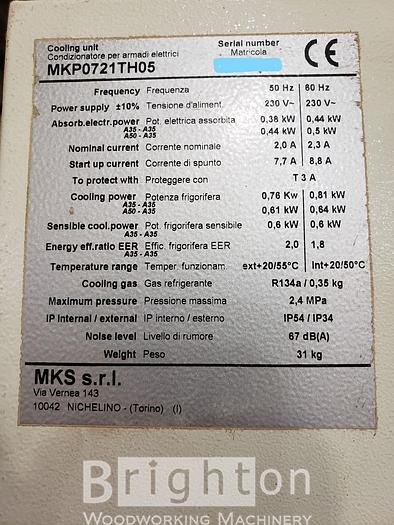 Cooling unit Serial number
Condizionatore per armadi elettrici Matricola
MKP0721TH05
CE
Frequency Frequenza 50 Hz 60 Hz
Power supply ±10% Tensione d'aliment. 230 V~ 230 V~
Absorb.electr.power Pot. elettrica assorbita 0,38 kW 0,44 kW
A35 - A35
A50 - A35 0,44 kW 0,5 kW
Nominal current Corrente nominale 2,0 A 2,3 A
Start up current Corrente di spunto 7,7 A 8,8 A
To protect with Proteggere con T 3 A
Cooling power Potenza frigorifera 0,76 Kw 0,81 kW
A35 - A35
A50 - A35 0,61 kW 0,64 kW
Sensible cool.power Pot. frigorifera sensibile 0,6 kW 0,6 kW
A35 - A35
Energy eff.ratio EER Effic. frigorifera EER 2,0 1,8
A35 - A35
Temperature range Temper. funzionam. ext+20/55°C Int+20/50°C
Cooling gas Gas refrigerante R134a / 0,35 kg
Maximum pressure Pressione massima 2,4 MPa
IP Internal / external IP interno / esterno IP54 / IP34
Noise level Livello di rumore 67 dB(A)
Weight Peso 31 kg
MKS s.r.l.
Via Vernea 143
10042 NICHELINO - (Torino) (I)
Brighton
WOODWORKING MACHINERY